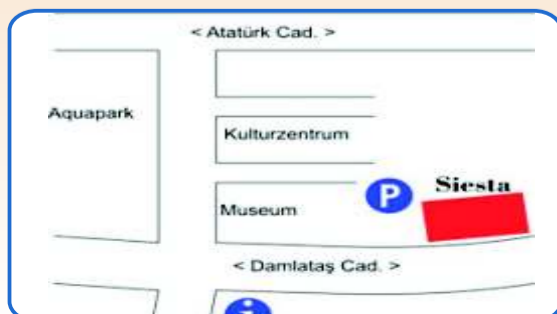 < Atatürk Cad. >
Aquapark
Kulturzentrum
P
Siesta
Museum
< Damlataş Cad. >
i